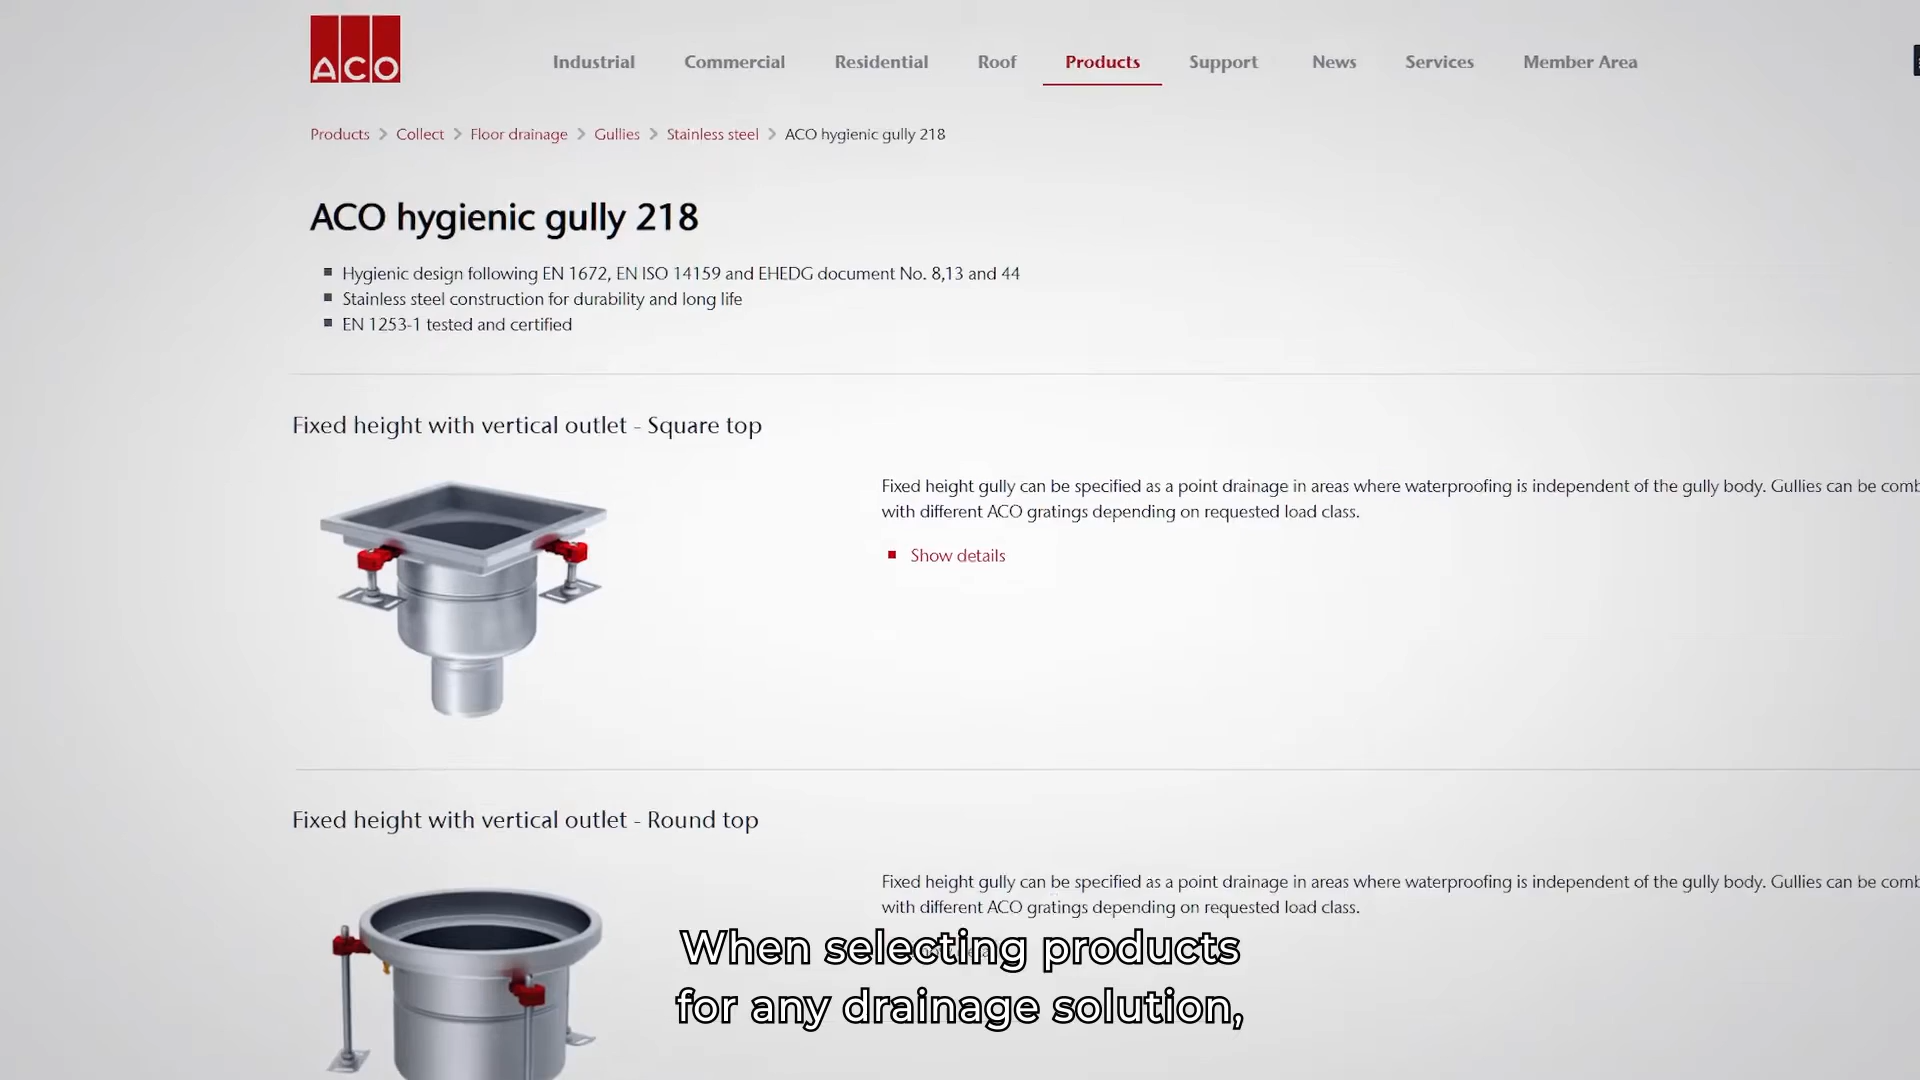 ACO
Industrial Commercial Residential Roof Products Support News Services Member Area
Products > Collect > Floor drainage > Gullies > Stainless steel > ACO hygienic gully 218
ACO hygienic gully 218
Hygienic design following EN 1672, EN ISO 14159 and EHEDG document No. 8,13 and 44
Stainless steel construction for durability and long life
EN 1253-1 tested and certified
Fixed height with vertical outlet - Square top
Fixed height gully can be specified as a point drainage in areas where waterproofing is independent of the gully body. Gullies can be
with different ACO gratings depending on requested load class.
Show details
Fixed height with vertical outlet - Round top
Fixed height gully can be specified as a point drainage in areas where waterproofing is independent of the gully body. Gullies can be
with different ACO gratings depending on requested load class.
When selecting products
for any drainage solution,